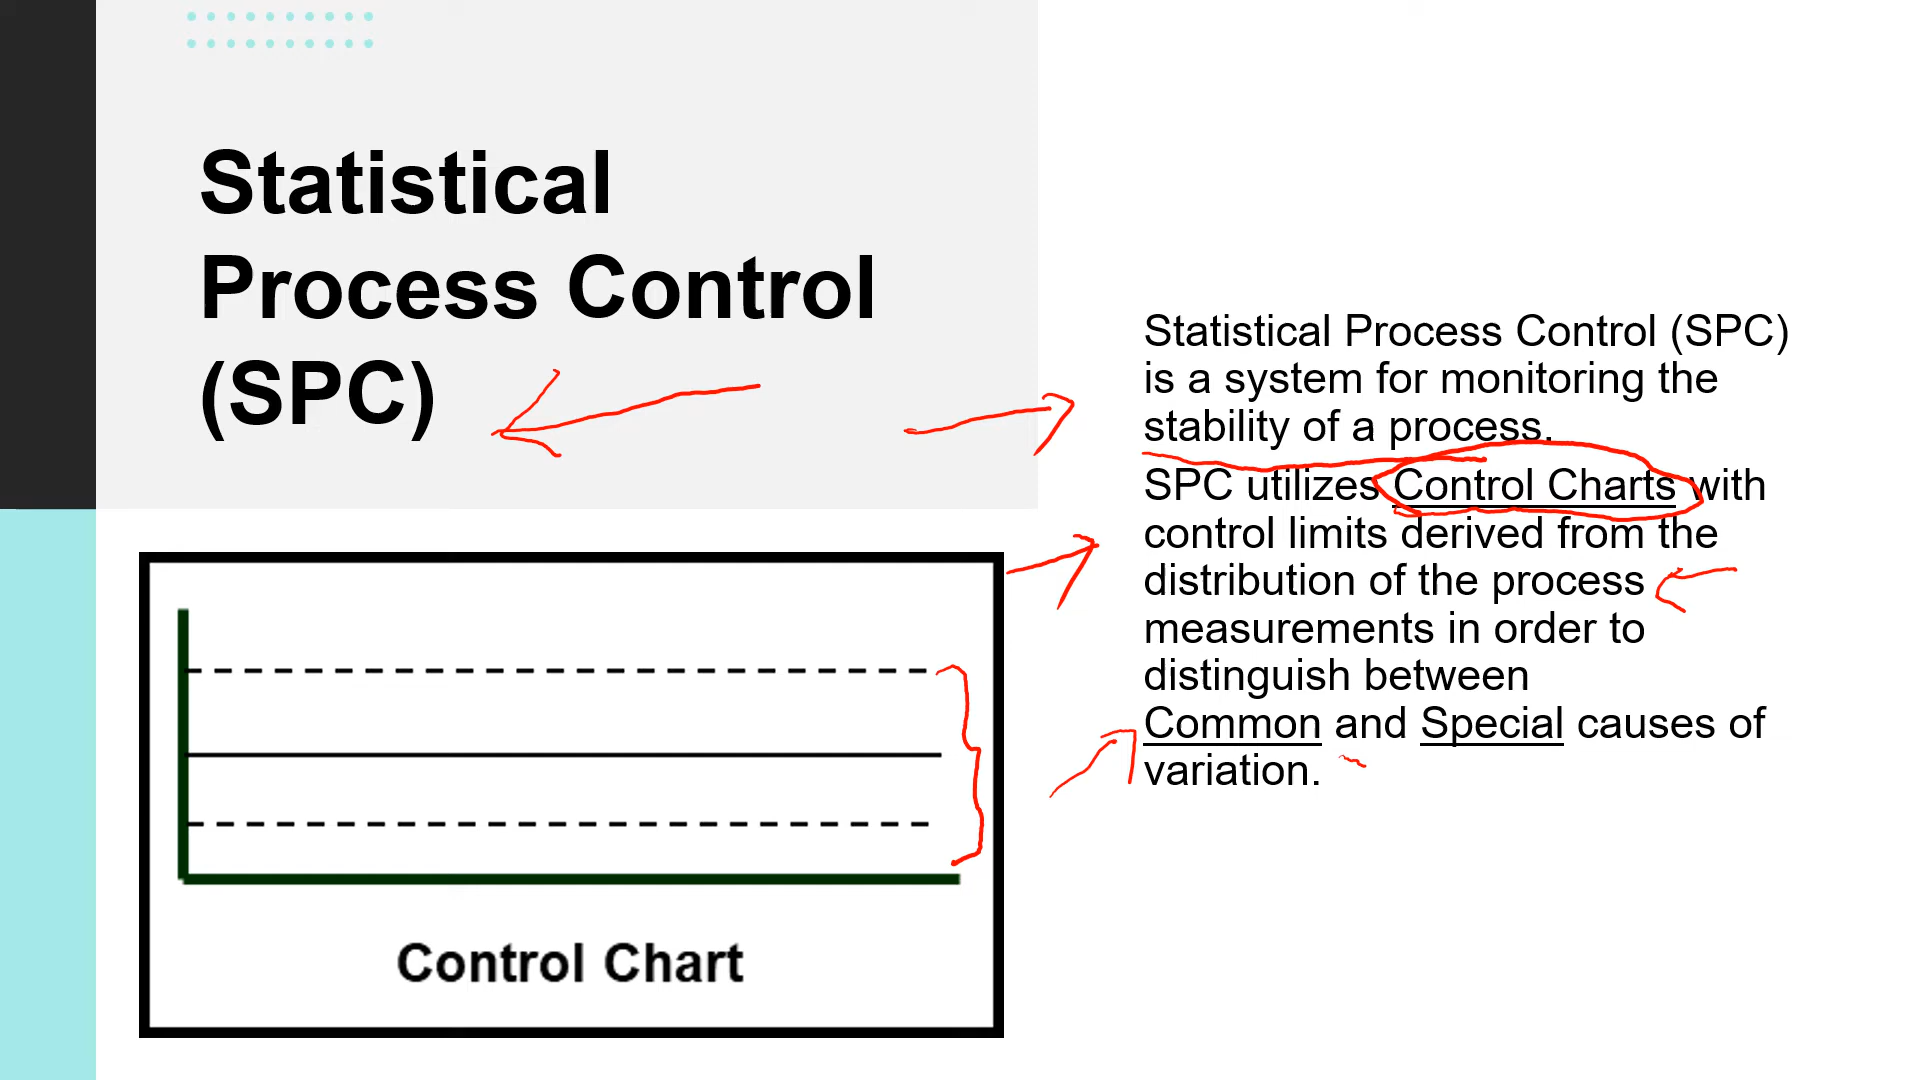 Statistical
Process Control
(SPC)
Statistical Process Control (SPC)
is a system for monitoring the
stability of a process.
SPC utilizes Control Charts with
control limits derived from the
distribution of the process
measurements in order to
distinguish between
Common and Special causes of
variation.
Control Chart